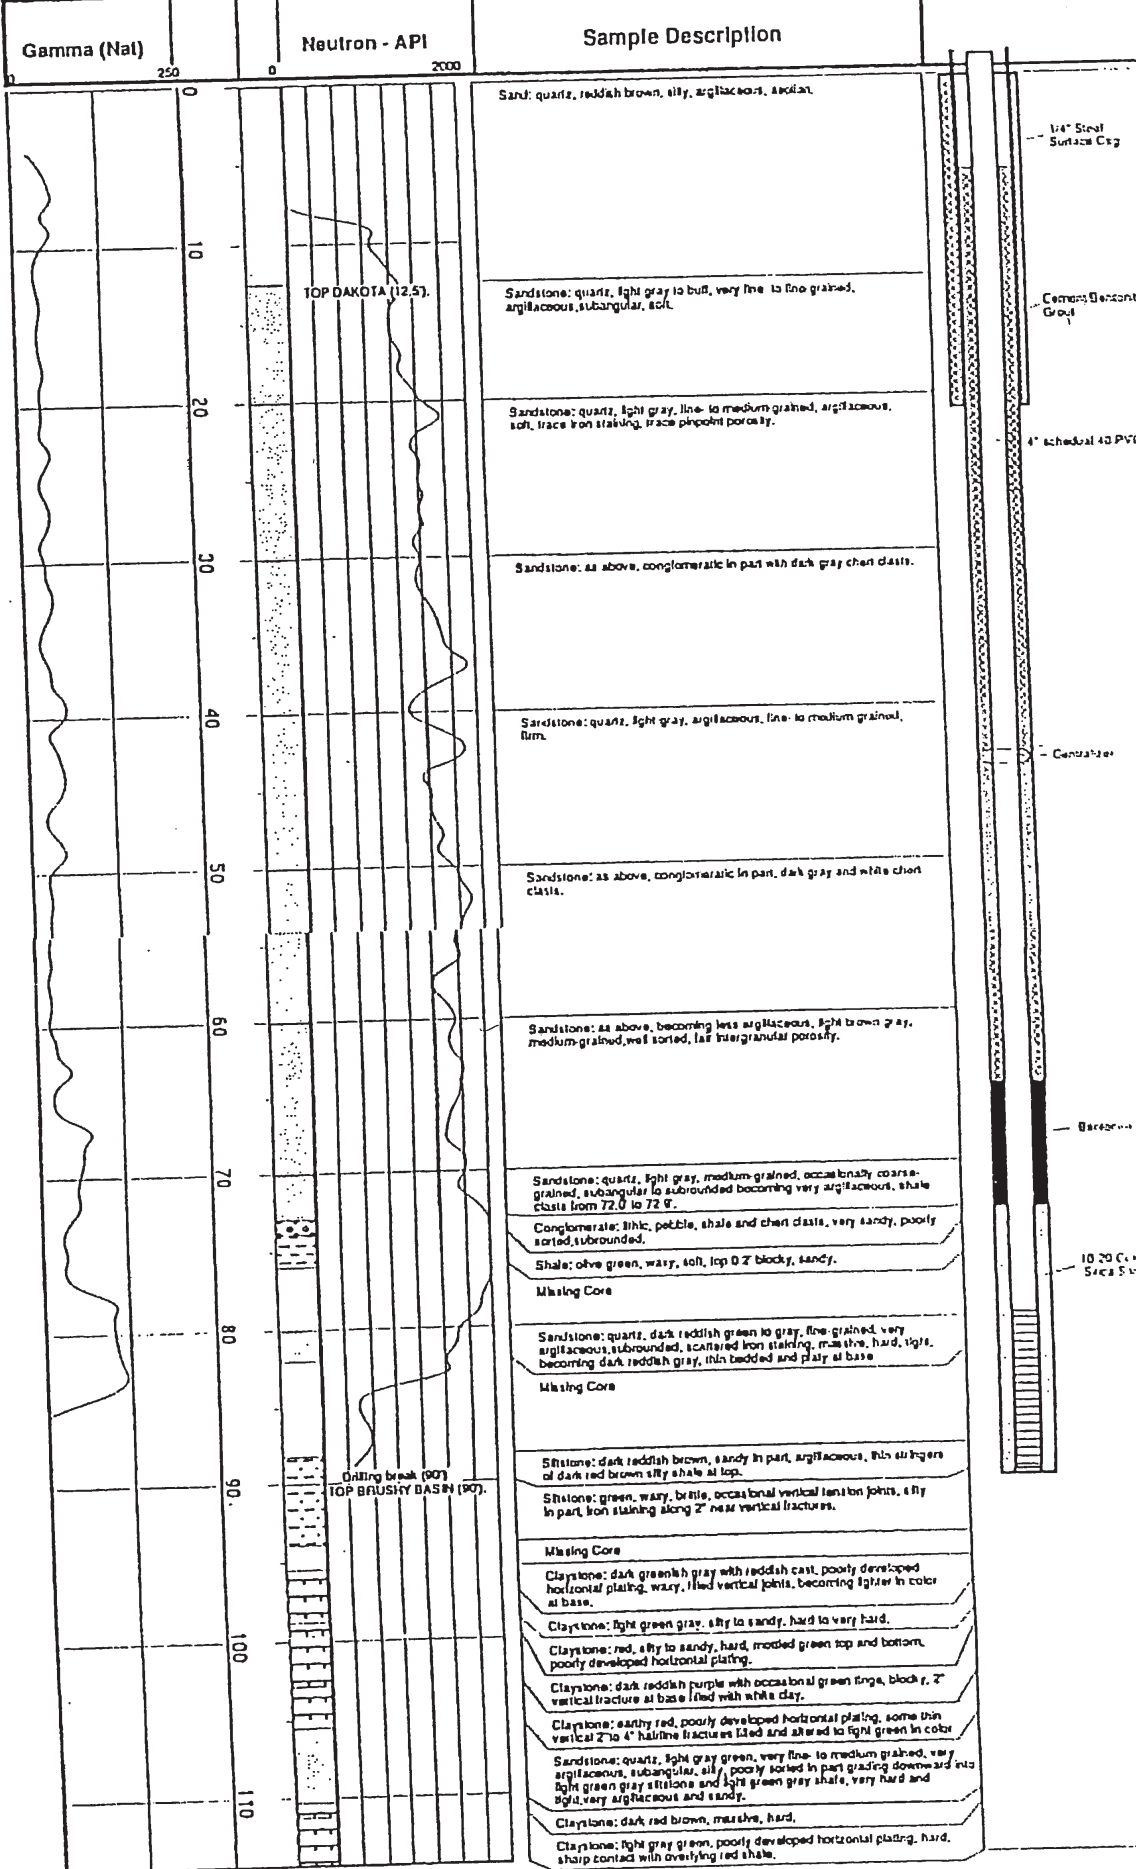 Gamma (Nat)
Neutron - API
Sample Description
0
250
0
2000
0
Sand: quartz, reddish brown, silty, argillaceous, aeolian.
1/4" Steel
Surface Csg
10
TOP DAKOTA (12.5').
Sandstone: quartz, light gray to buff, very fine- to fine-grained,
argillaceous, subangular, soft.
Cement/Bentonit
Grout
20
Sandstone: quartz, light gray, fine- to medium-grained, argillaceous,
soft, trace iron staining, trace pinpoint porosity.
4" schedual 40 PVC
30
Sandstone: as above, conglomeratic in part with dark gray chert clasts.
40
Sandstone: quartz, light gray, argillaceous, fine- to medium grained,
firm.
Centralizer
50
Sandstone: as above, conglomeratic in part, dark gray and white chert
clasts.
60
Sandstone: as above, becoming less argillaceous, light brown gray,
medium-grained, well sorted, fair intergranular porosity.
70
Sandstone: quartz, light gray, medium-grained, occasionally coarse-
grained, subangular to subrounded becoming very argillaceous, shale
clasts from 72.0' to
Conglomerate: lithic, pebble, shale and chert clasts, very sandy, poorly
sorted, subrounded.
Shale: olive green, waxy, soft, top 0.2' blocky, sandy.
10-20
Missing Core
80
Sandstone: quartz, dark reddish green to gray, fine-grained, very
argillaceous, subrounded, scattered iron staining, massive, hard, tight,
becoming dark reddish gray, thin bedded and platy at base
Missing Core
Siltstone: dark reddish brown, sandy in part, argillaceous, thin stringers
of dark red brown silty shale at top.
Drilling break (90')
TOP BRUSHY BASIN (90').
90
Siltstone: green, waxy, brittle, occasional vertical tension joints, silty
in part, iron staining along 2" near vertical fractures.
Missing Core
Claystone: dark greenish gray with reddish cast, poorly developed
horizontal plating, waxy, filled vertical joints, becoming lighter in color
at base.
Claystone: light green gray, silty to sandy, hard to very hard.
100
Claystone: red, silty to sandy, hard, mottled green top and bottom,
poorly developed horizontal plating.
Claystone: dark reddish purple with occasional green tinge, blocky, 2"
vertical fracture at base filled with white clay.
Claystone: earthy red, poorly developed horizontal plating, some thin
vertical 2" to 4" hairline fractures filled and altered to light green in color
Sandstone: quartz, light gray green, very fine- to medium grained, very
argillaceous, subangular, silty, poorly sorted in part grading downward into
light green gray siltstone and light green gray shale, very hard and
tight, very argillaceous and sandy.
110
Claystone: dark red brown, massive, hard.
Claystone: light gray green, poorly developed horizontal plating, hard,
sharp contact with overlying red shale.